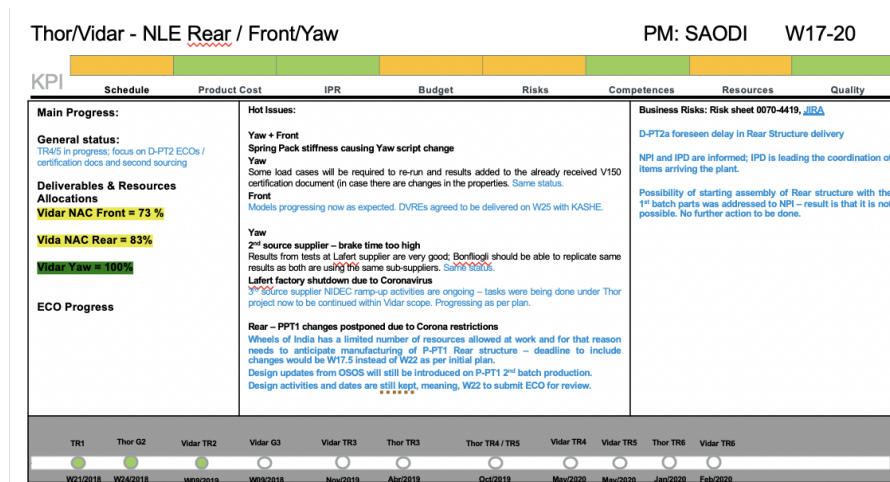 Thor/Vidar - NLE Rear / Front/Yaw
PM: SAODI
W17-20
KPI
Schedule
Product Cost
IPR
Budget
Risks
Competences
Resources
Quality
Main Progress:
General status:
TR4/5 in progress; focus on D-PT2 ECOs /
certification docs and second sourcing
Deliverables & Resources
Allocations
Vidar NAC Front = 73 %
Vida NAC Rear = 83%
Vidar Yaw = 100%
ECO Progress
Hot Issues:
Yaw + Front
Spring Pack stiffness causing Yaw script change
Yaw
Some load cases will be required to re-run and results added to the already received V150
certification document (in case there are changes in the properties. Same status.
Front
Models progressing now as expected. DVREs agreed to be delivered on W25 with KASHE.
Yaw
2nd source supplier – brake time too high
Results from tests at Lafert supplier are very good; Bonfliogli should be able to replicate same
results as both are using the same sub-suppliers. Same status.
Lafert factory shutdown due to Coronavirus
3rd source supplier NIDEC ramp-up activities are ongoing – tasks were being done under Thor
project now to be continued within Vidar scope. Progressing as per plan.
Rear – PPT1 changes postponed due to Corona restrictions
Wheels of India has a limited number of resources allowed at work and for that reason
needs to anticipate manufacturing of P-PT1 Rear structure – deadline to include
changes would be W17.5 instead of W22 as per initial plan.
Design updates from OSOS will still be introduced on P-PT1 2nd batch production.
Design activities and dates are still kept, meaning, W22 to submit ECO for review.
Business Risks: Risk sheet 0070-4419, JIRA
D-PT2a foreseen delay in Rear Structure delivery
NPI and IPD are informed; IPD is leading the coordination of
items arriving the plant.
Possibility of starting assembly of Rear structure with the
1st batch parts was addressed to NPI – result is that it is not
possible. No further action to be done.
TR1
Thor G2
Vidar TR2
Vidar G3
Vidar TR3
Thor TR3
Thor TR4 / TR5
Vidar TR4
Vidar TR5
Thor TR6
Vidar TR6
W21/2018
W24/2018
W09/2019
W09/2018
Nov/2019
Abr/2019
Oct/2019
May/2020
May/2020
Jan/2020
Feb/2020